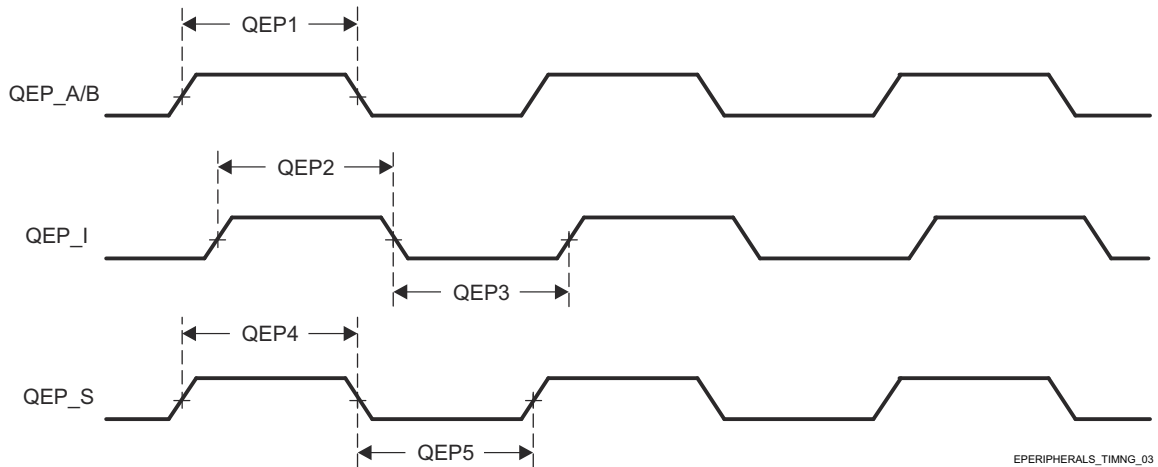 QEP1
QEP_A/B
QEP2
QEP_I
QEP3
QEP4
QEP_S
QEP5
EPERIPHERALS_TIMNG_03